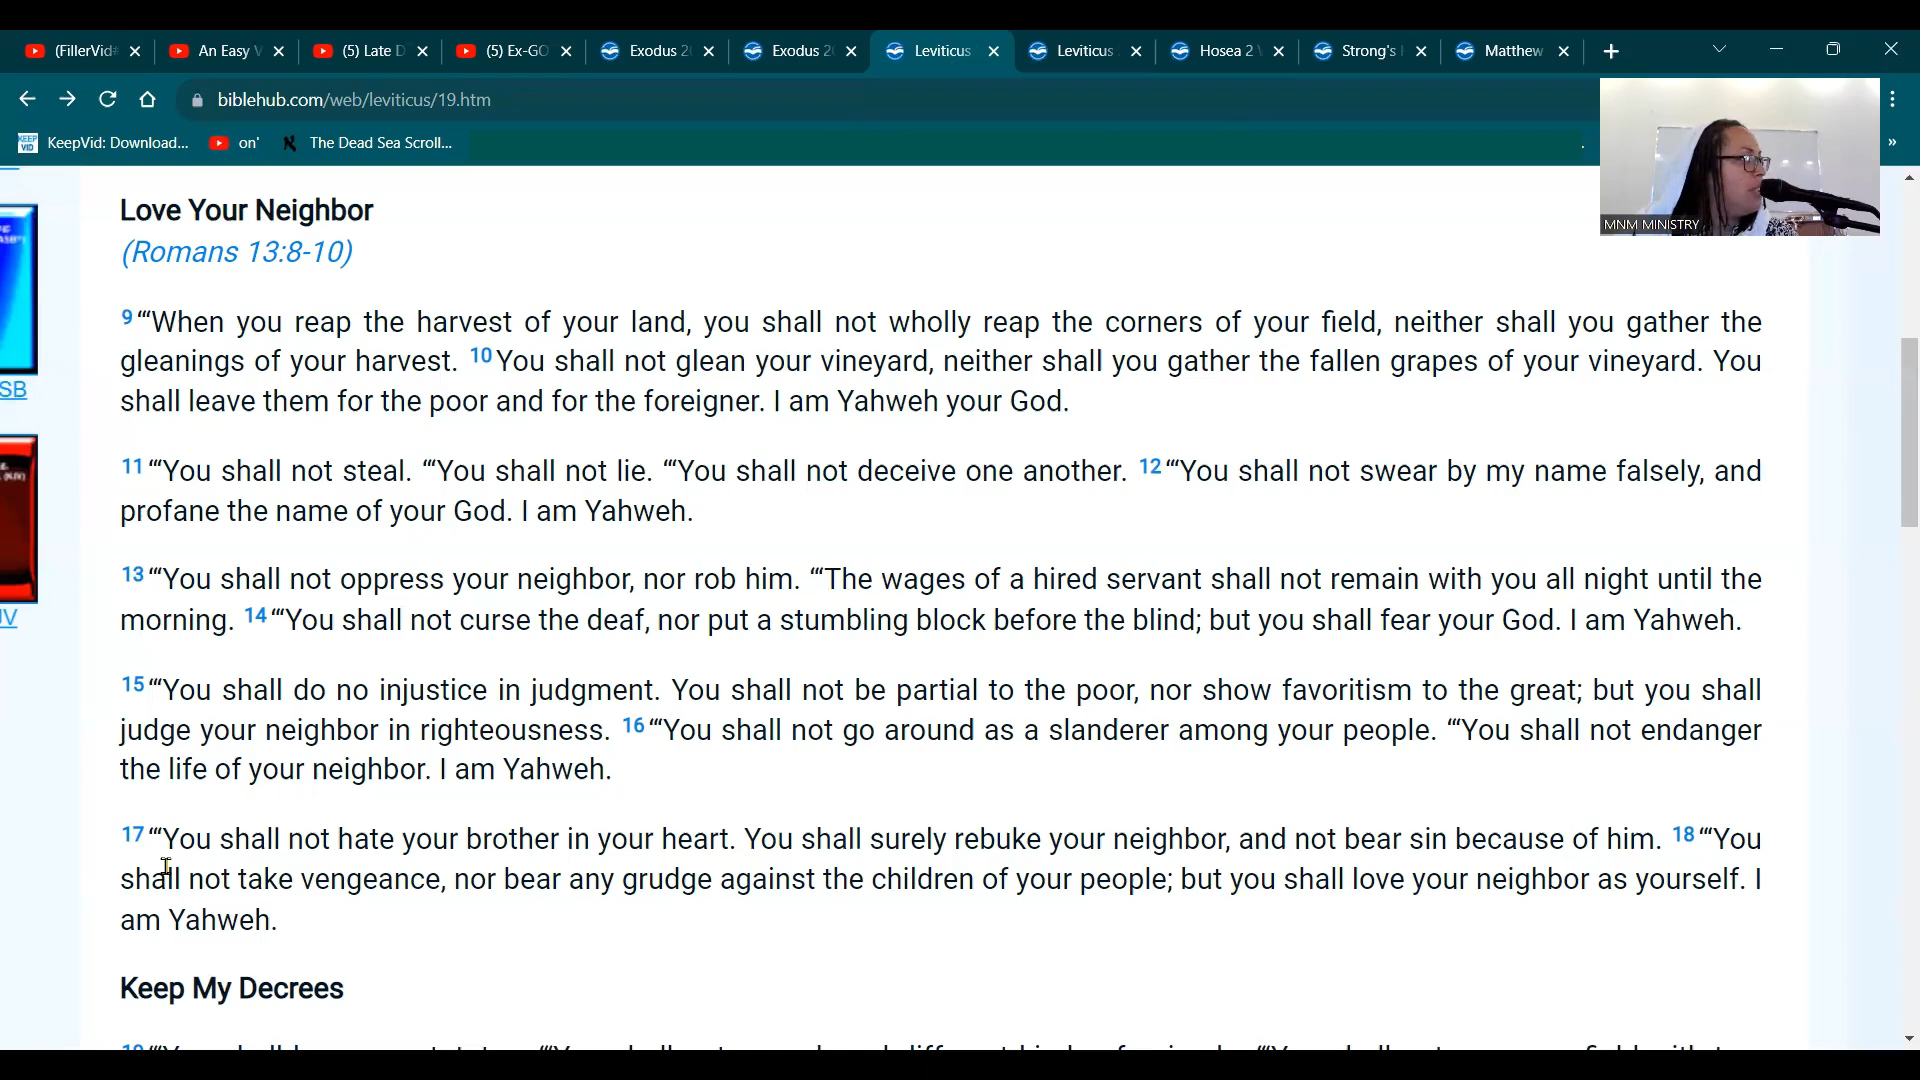 (FillerVid# An Easy V (5) Late D (5) Ex-GO Exodus 2 Exodus 2 Leviticus Leviticus Hosea 2 Strong's Matthew
biblehub.com/web/leviticus/19.htm
KeepVid: Download... on' The Dead Sea Scroll... »
MNM MINISTRY
Love Your Neighbor
(Romans 13:8-10)
9“‘When you reap the harvest of your land, you shall not wholly reap the corners of your field, neither shall you gather the
gleanings of your harvest. 10You shall not glean your vineyard, neither shall you gather the fallen grapes of your vineyard. You
shall leave them for the poor and for the foreigner. I am Yahweh your God.
11“‘You shall not steal. “‘You shall not lie. “‘You shall not deceive one another. 12“‘You shall not swear by my name falsely, and
profane the name of your God. I am Yahweh.
13“‘You shall not oppress your neighbor, nor rob him. “‘The wages of a hired servant shall not remain with you all night until the
morning. 14“‘You shall not curse the deaf, nor put a stumbling block before the blind; but you shall fear your God. I am Yahweh.
15“‘You shall do no injustice in judgment. You shall not be partial to the poor, nor show favoritism to the great; but you shall
judge your neighbor in righteousness. 16“‘You shall not go around as a slanderer among your people. “‘You shall not endanger
the life of your neighbor. I am Yahweh.
17“‘You shall not hate your brother in your heart. You shall surely rebuke your neighbor, and not bear sin because of him. 18“‘You
shall not take vengeance, nor bear any grudge against the children of your people; but you shall love your neighbor as yourself. I
am Yahweh.
Keep My Decrees
SB